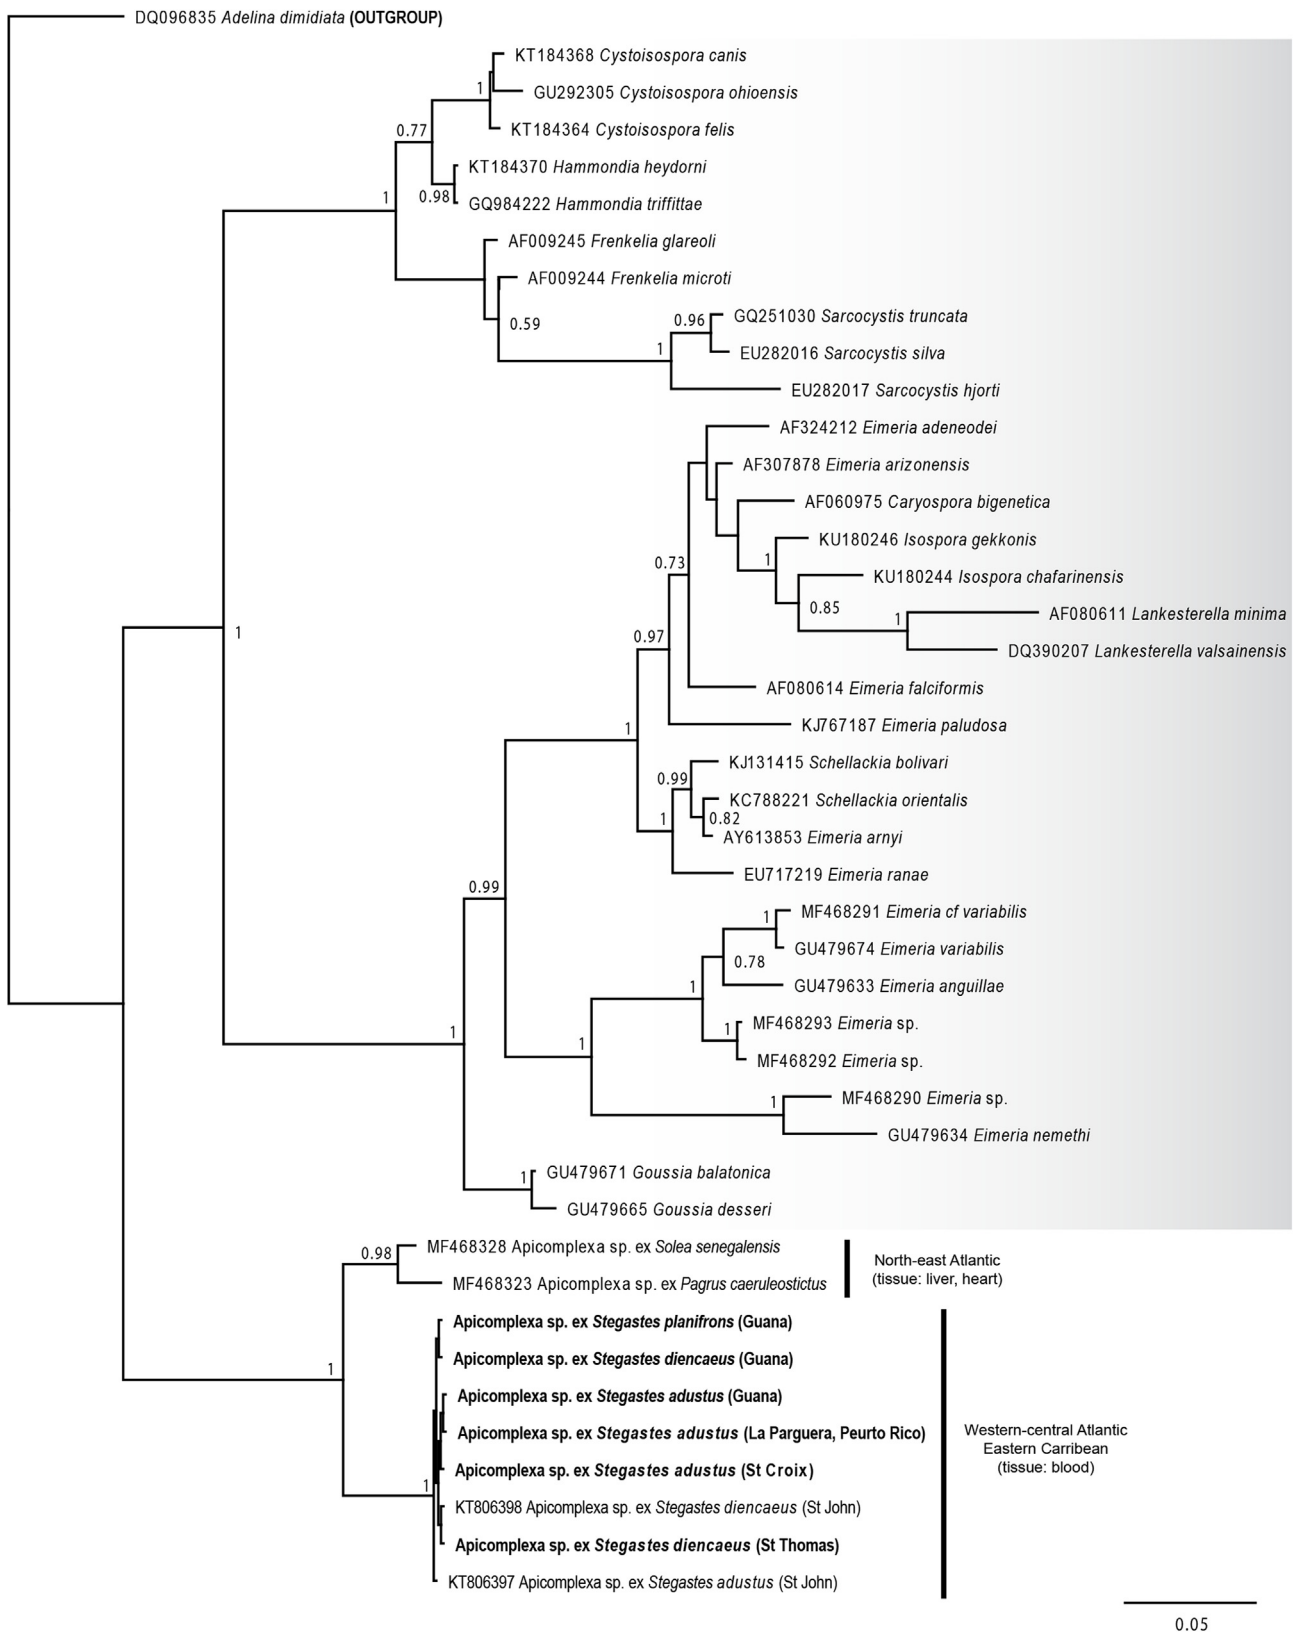 DQ096835 Adelina dimidiata (OUTGROUP)
KT184368 Cystoisospora canis
1
GU292305 Cystoisospora ohioensis
0.77
KT184364 Cystoisospora felis
KT184370 Hammondia heydorni
1
0.98
GQ984222 Hammondia triffittae
AF009245 Frenkelia glareoli
AF009244 Frenkelia microti
0.59
0.96
GQ251030 Sarcocystis truncata
1
EU282016 Sarcocystis silva
EU282017 Sarcocystis hjorti
AF324212 Eimeria adeneodei
AF307878 Eimeria arizonensis
AF060975 Caryospora bigenetica
KU180246 Isospora gekkonis
0.73
1
KU180244 Isospora chafarinensis
0.85
1
AF080611 Lankesterella minima
1
0.97
DQ390207 Lankesterella valsainensis
AF080614 Eimeria falciformis
1
KJ767187 Eimeria paludosa
KJ131415 Schellackia bolivari
0.99
KC788221 Schellackia orientalis
1
0.82
AY613853 Eimeria arnyi
EU717219 Eimeria ranae
0.99
1
MF468291 Eimeria cf variabilis
GU479674 Eimeria variabilis
0.78
1
GU479633 Eimeria anguillae
1
1
1
MF468293 Eimeria sp.
MF468292 Eimeria sp.
1
MF468290 Eimeria sp.
GU479634 Eimeria nemethi
1
GU479671 Goussia balatonica
GU479665 Goussia desseri
0.98
MF468328 Apicomplexa sp. ex Solea senegalensis
MF468323 Apicomplexa sp. ex Pagrus caeruleostictus
North-east Atlantic
(tissue: liver, heart)
Apicomplexa sp. ex Stegastes planifrons (Guana)
1
Apicomplexa sp. ex Stegastes diencaeus (Guana)
Apicomplexa sp. ex Stegastes adustus (Guana)
Apicomplexa sp. ex Stegastes adustus (La Parguera, Peurto Rico)
Apicomplexa sp. ex Stegastes adustus (St Croix)
1
KT806398 Apicomplexa sp. ex Stegastes diencaeus (St John)
Apicomplexa sp. ex Stegastes diencaeus (St Thomas)
KT806397 Apicomplexa sp. ex Stegastes adustus (St John)
Western-central Atlantic
Eastern Carribean
(tissue: blood)
0.05